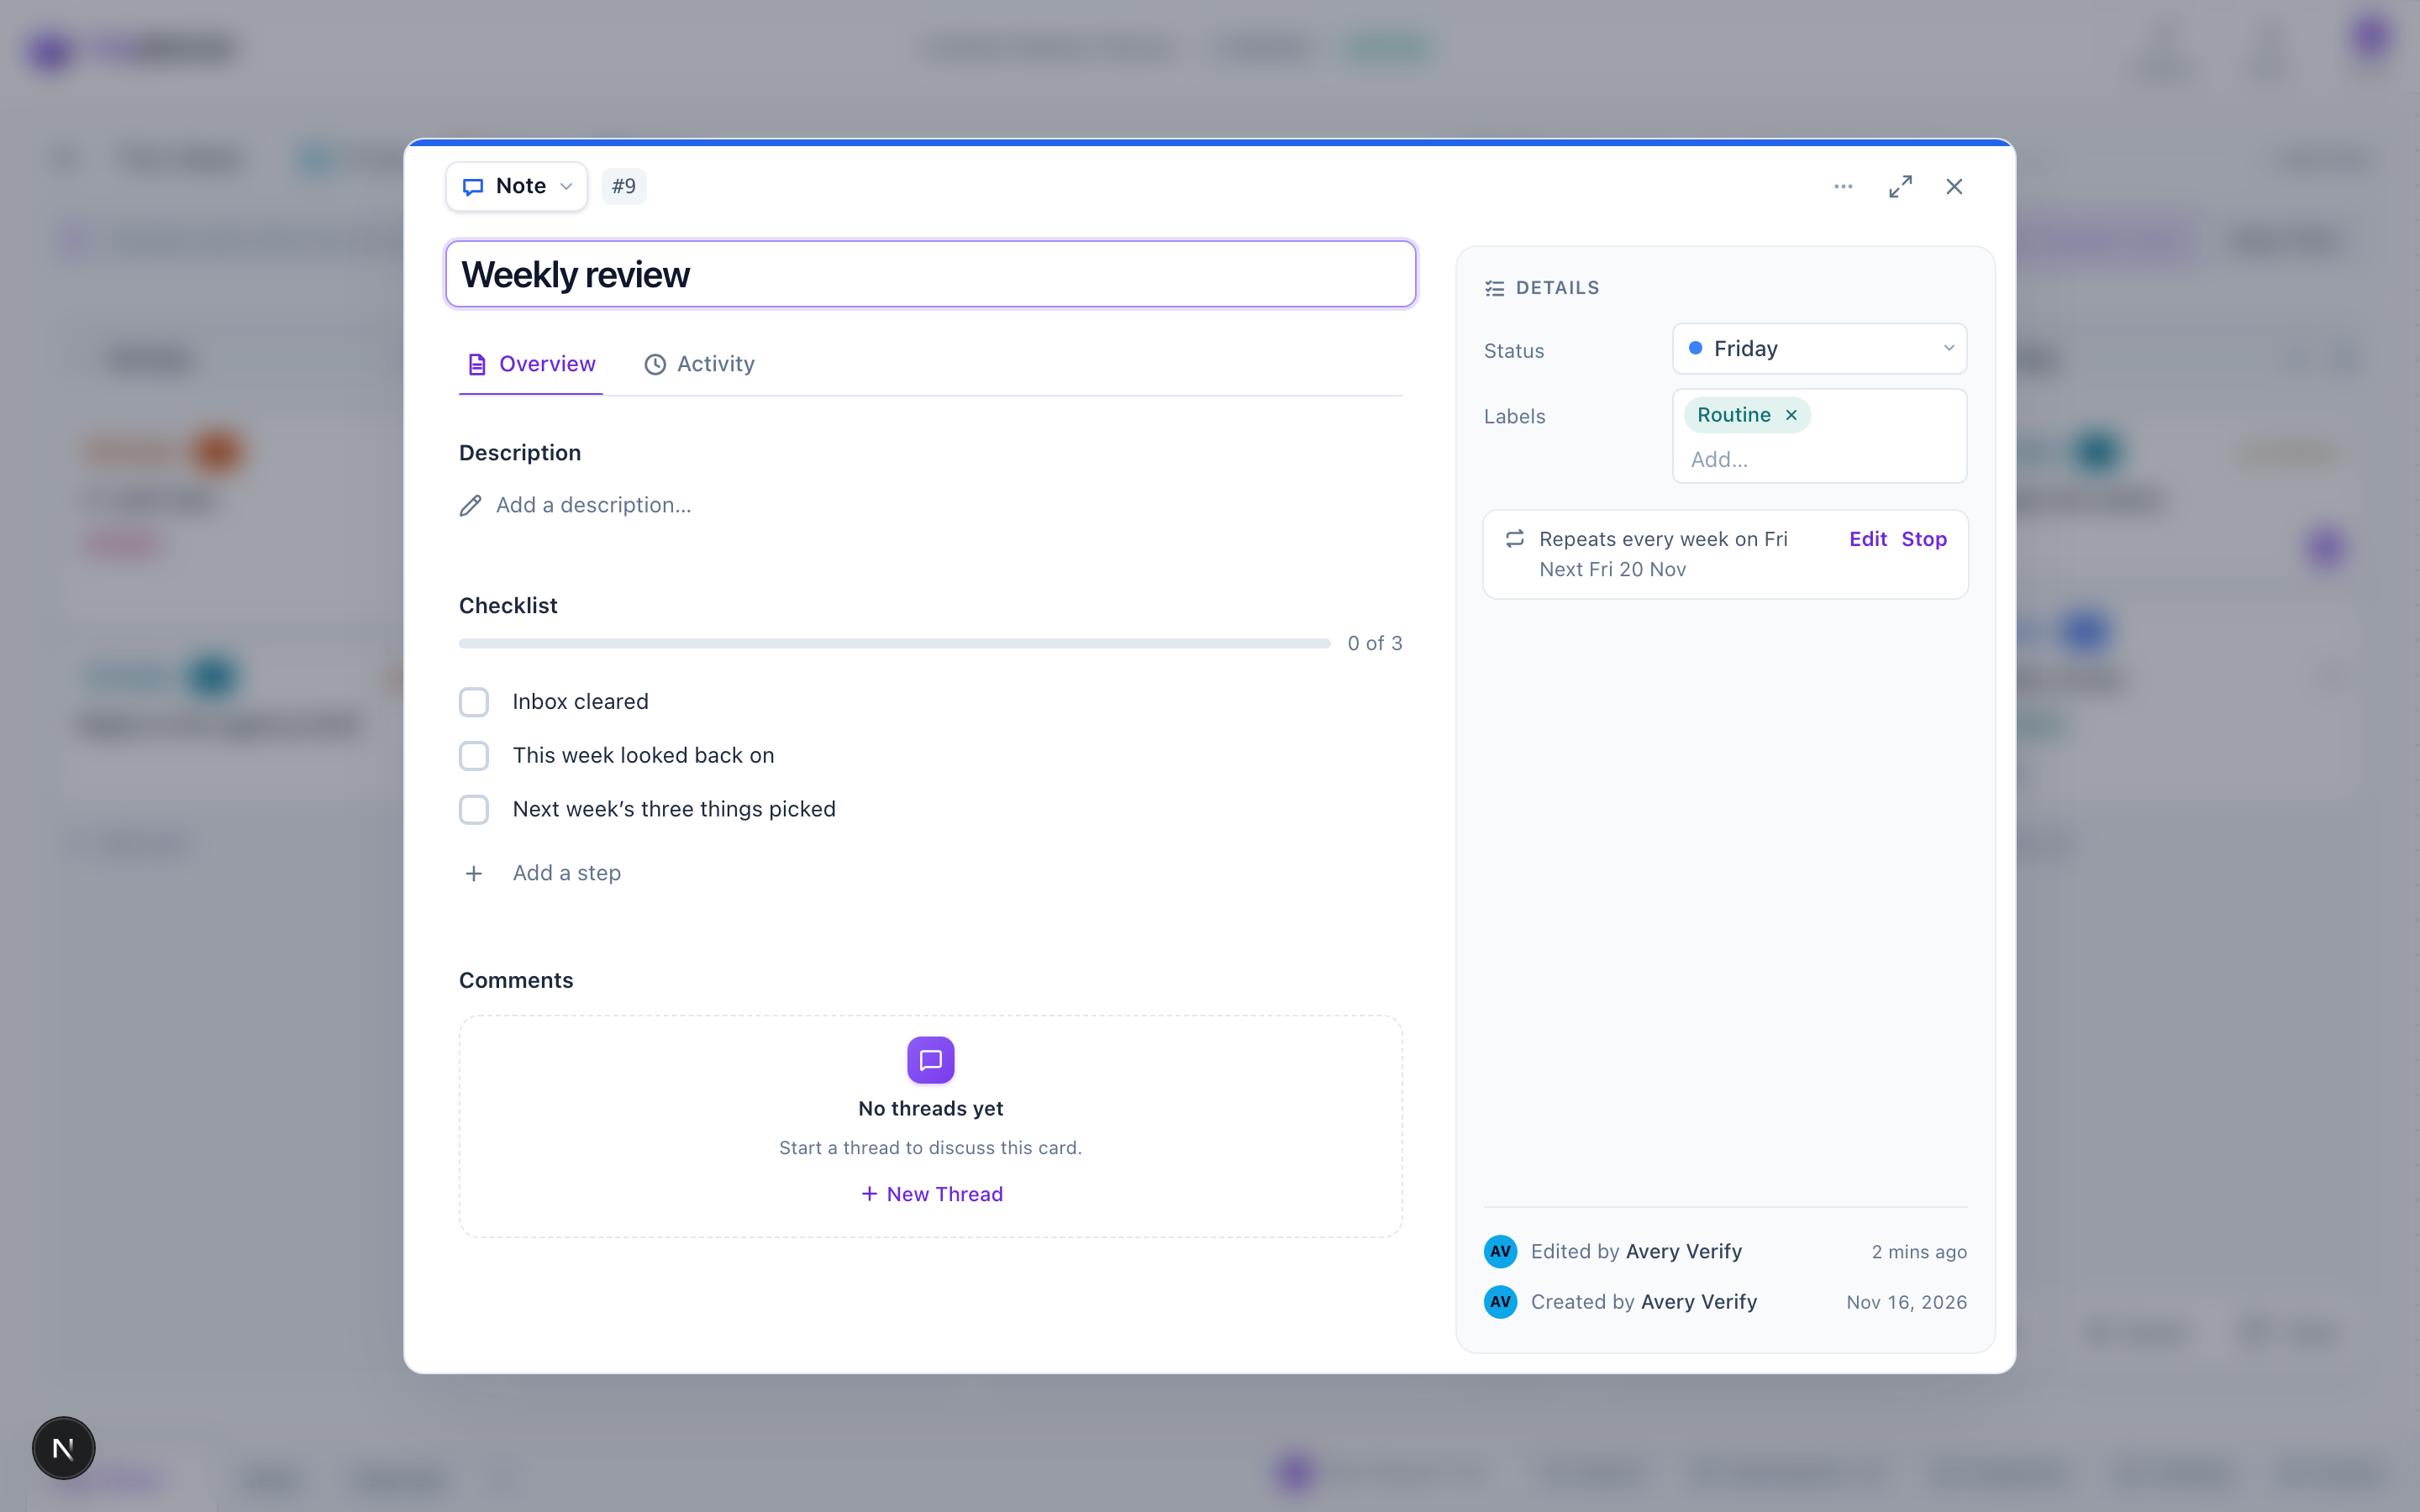 Note
#9
Weekly review
Overview
Activity
Description
Add a description...
Checklist
0 of 3
Inbox cleared
This week looked back on
Next week’s three things picked
Add a step
Comments
No threads yet
Start a thread to discuss this card.
New Thread
DETAILS
Status
Friday
Labels
Routine
Add...
Repeats every week on Fri
Edit Stop
Next Fri 20 Nov
AV Edited by Avery Verify 2 mins ago
AV Created by Avery Verify Nov 16, 2026
N